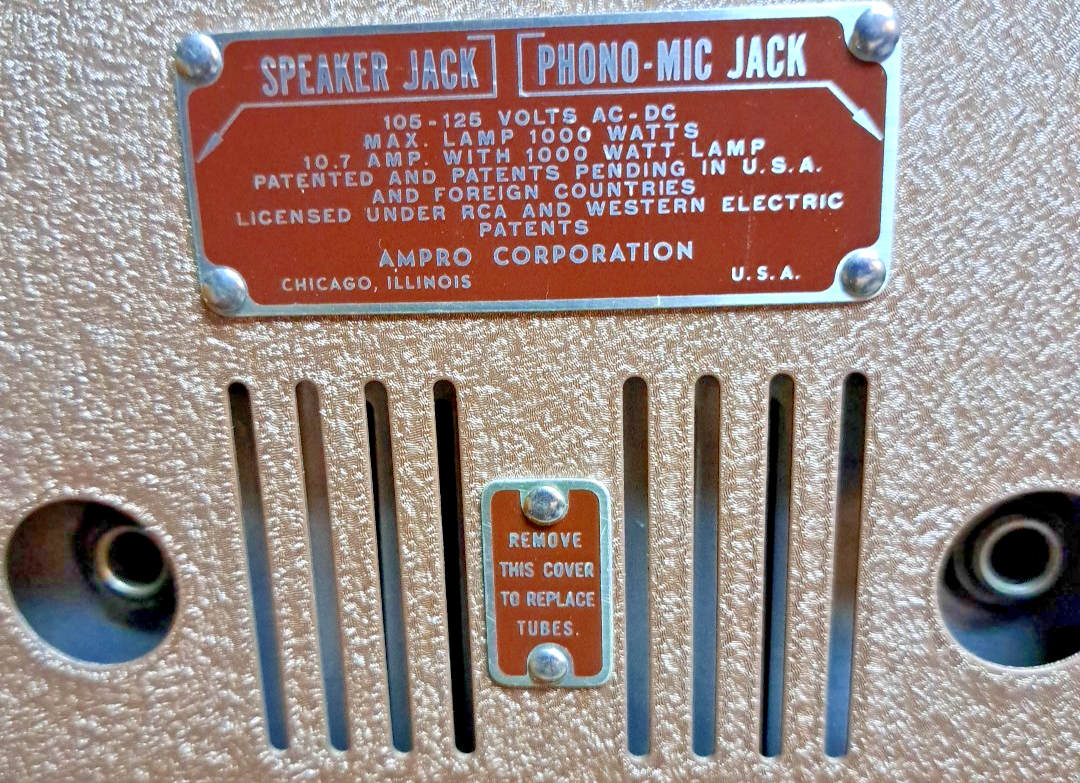 SPEAKER JACK PHONO-MIC JACK
105-125 VOLTS AC-DC
MAX. LAMP 1000 WATTS
10.7 AMP. WITH 1000 WATT LAMP
PATENTED AND PATENTS PENDING IN U.S.A.
AND FOREIGN COUNTRIES
LICENSED UNDER RCA AND WESTERN ELECTRIC
PATENTS
AMPRO CORPORATION
CHICAGO, ILLINOIS U.S.A.
REMOVE
THIS COVER
TO REPLACE
TUBES.